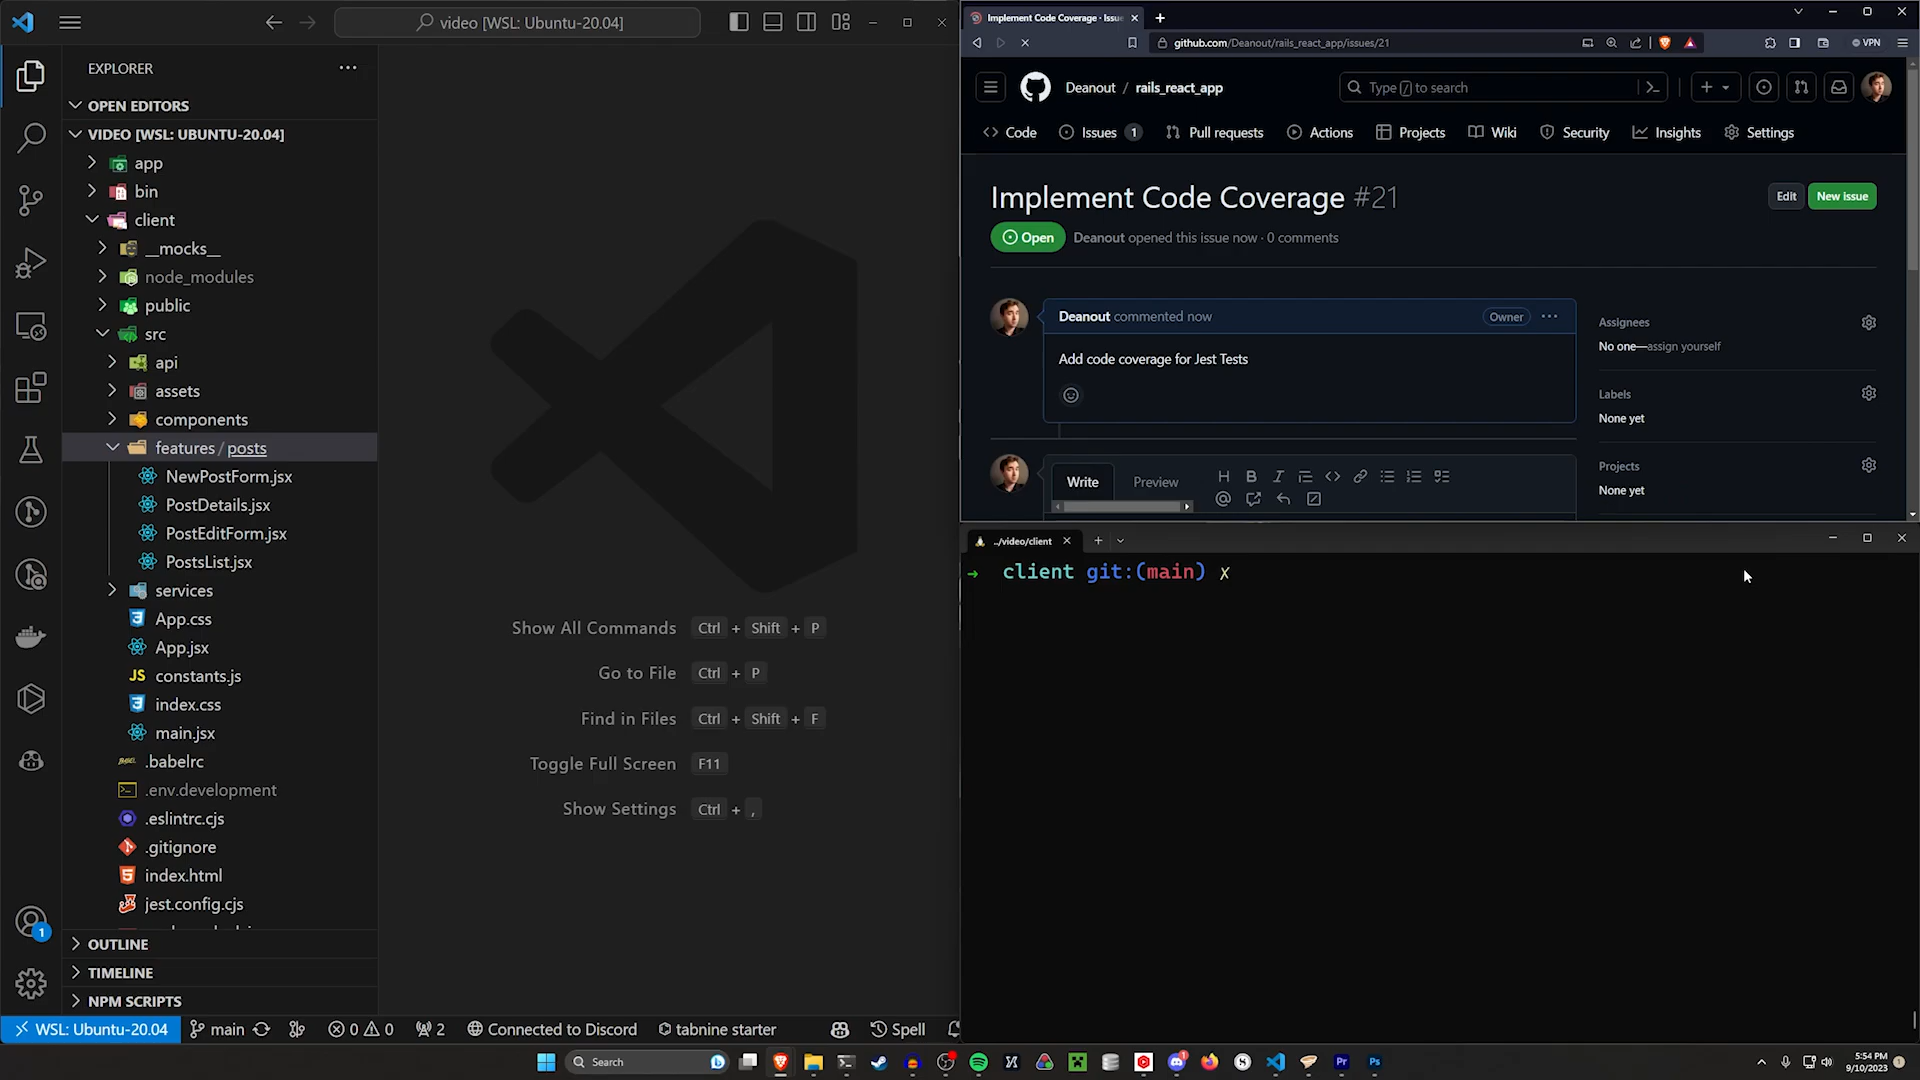 video [WSL: Ubuntu-20.04]
EXPLORER
OPEN EDITORS
VIDEO [WSL: UBUNTU-20.04]
app
bin
client
__mocks__
node_modules
public
src
api
assets
components
features / posts
NewPostForm.jsx
PostDetails.jsx
PostEditForm.jsx
PostsList.jsx
services
App.css
App.jsx
JS constants.js
index.css
main.jsx
.babelrc
.env.development
.eslintrc.cjs
.gitignore
index.html
jest.config.cjs
OUTLINE
TIMELINE
NPM SCRIPTS
1
Show All Commands Ctrl + Shift + P
Go to File Ctrl + P
Find in Files Ctrl + Shift + F
Toggle Full Screen F11
Show Settings Ctrl + ,
WSL: Ubuntu-20.04 main 0 0 2 Connected to Discord tabnine starter Spell
Implement Code Coverage · Issue
github.com/Deanout/rails_react_app/issues/21
VPN
Deanout / rails_react_app
Type / to search
Code Issues 1 Pull requests Actions Projects Wiki Security Insights Settings
Implement Code Coverage #21
Edit New issue
Open Deanout opened this issue now · 0 comments
Deanout commented now Owner
Add code coverage for Jest Tests
Assignees
No one—assign yourself
Labels
None yet
Projects
None yet
Write Preview
../video/client
→ client git:(main) x
Search
Pr
Ps
5:54 PM
9/10/2023